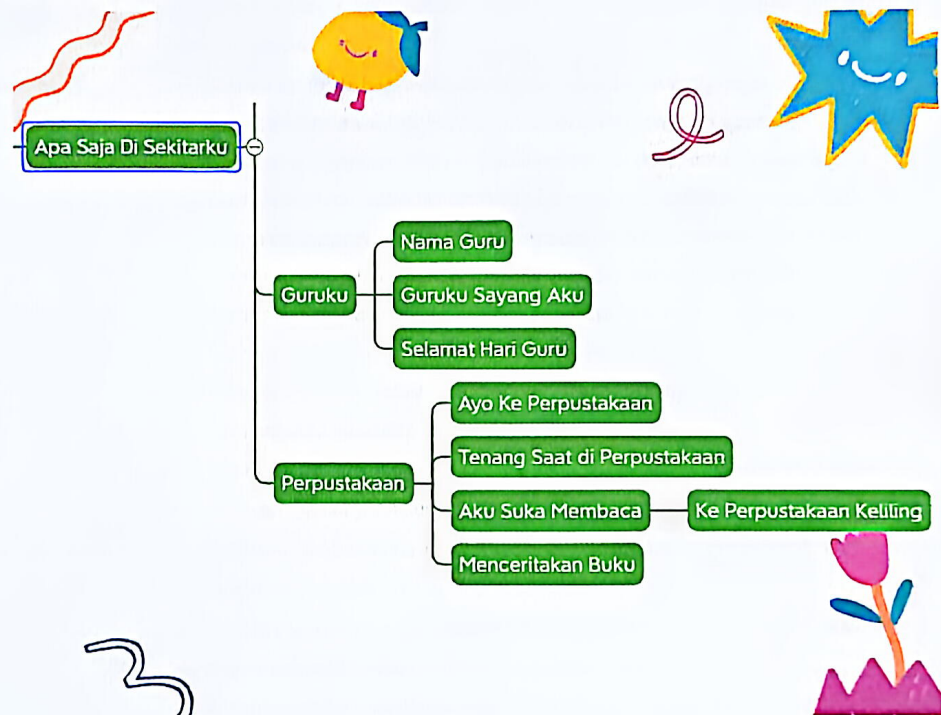 Apa Saja Di Sekitarku
Guruku
Nama Guru
Guruku Sayang Aku
Selamat Hari Guru
Perpustakaan
Ayo Ke Perpustakaan
Tenang Saat di Perpustakaan
Aku Suka Membaca
Ke Perpustakaan Keliling
Menceritakan Buku